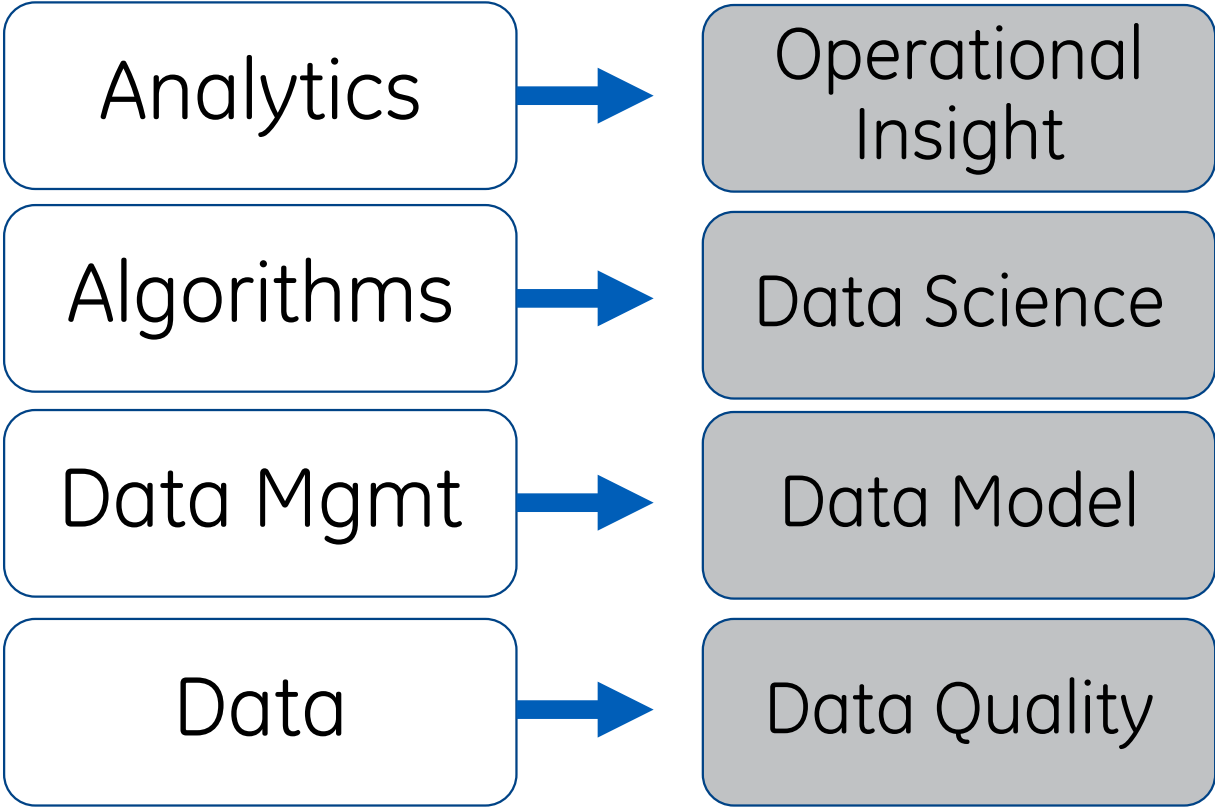 Analytics
Operational
Insight
Algorithms
Data Science
Data Mgmt
Data Model
Data
Data Quality